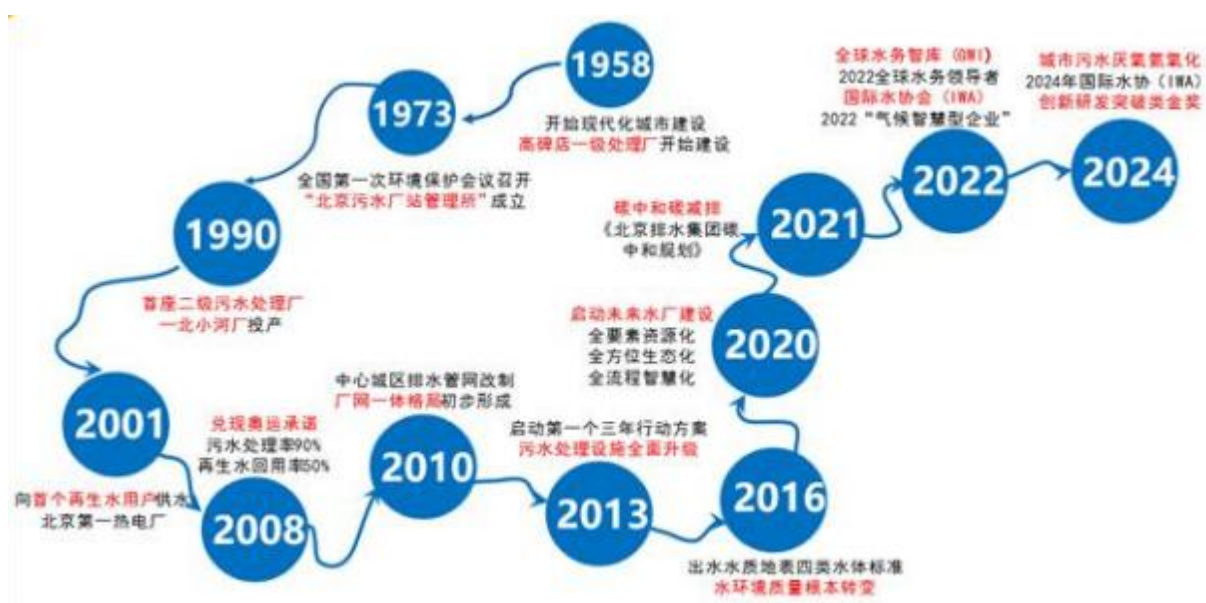 1958
开始现代化城市建设
高碑店一级处理厂开始建设
1973
全国第一次环境保护会议召开
“北京污水厂站管理所”成立
1990
首座二级污水处理厂
—北小河厂投产
2001
向首个再生水用户供水
北京第一热电厂
2008
兑现奥运承诺
污水处理率90%
再生水回用率50%
2010
中心城区排水管网改制
厂网一体格局初步形成
2013
启动第一个三年行动方案
污水处理设施全面升级
2016
出水水质地表四类水体标准
水环境质量根本转变
2020
启动未来水厂建设
全要素资源化
全方位生态化
全流程智慧化
2021
碳中和碳减排
《北京排水集团碳
中和规划》
2022
全球水务智库（GWI）
2022全球水务领导者
国际水协会（IWA）
2022“气候智慧型企业”
2024
城市污水厌氧氨氧化
2024年国际水协（IWA）
创新研发突破类金奖